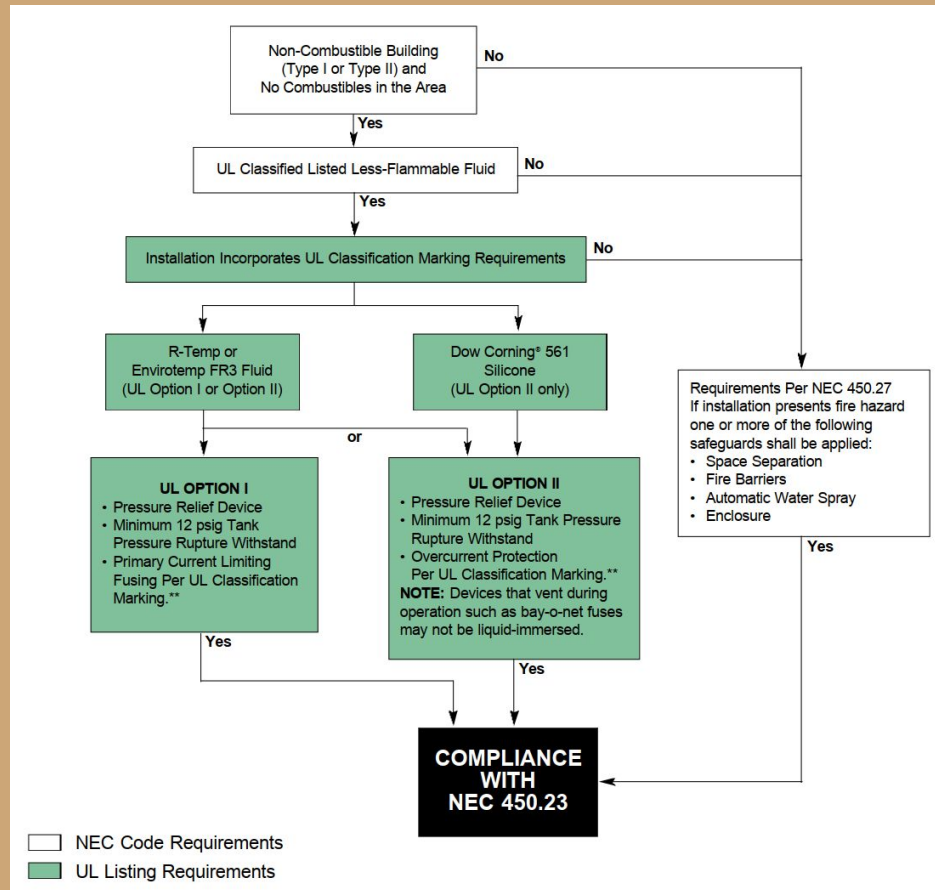 Non-Combustible Building
(Type I or Type II) and
No Combustibles in the Area
No
Yes
UL Classified Listed Less-Flammable Fluid
No
Yes
Installation Incorporates UL Classification Marking Requirements
No
R-Temp or
Envirotemp FR3 Fluid
(UL Option I or Option II)
Dow Corning® 561
Silicone
(UL Option II only)
or
UL OPTION I
• Pressure Relief Device
• Minimum 12 psig Tank
Pressure Rupture Withstand
• Primary Current Limiting
Fusing Per UL Classification
Marking.**
Yes
UL OPTION II
• Pressure Relief Device
• Minimum 12 psig Tank Pressure
Rupture Withstand
• Overcurrent Protection
Per UL Classification Marking.**
NOTE: Devices that vent during
operation such as bay-o-net fuses
may not be liquid-immersed.
Yes
Requirements Per NEC 450.27
If installation presents fire hazard
one or more of the following
safeguards shall be applied:
• Space Separation
• Fire Barriers
• Automatic Water Spray
• Enclosure
Yes
COMPLIANCE
WITH
NEC 450.23
NEC Code Requirements
UL Listing Requirements